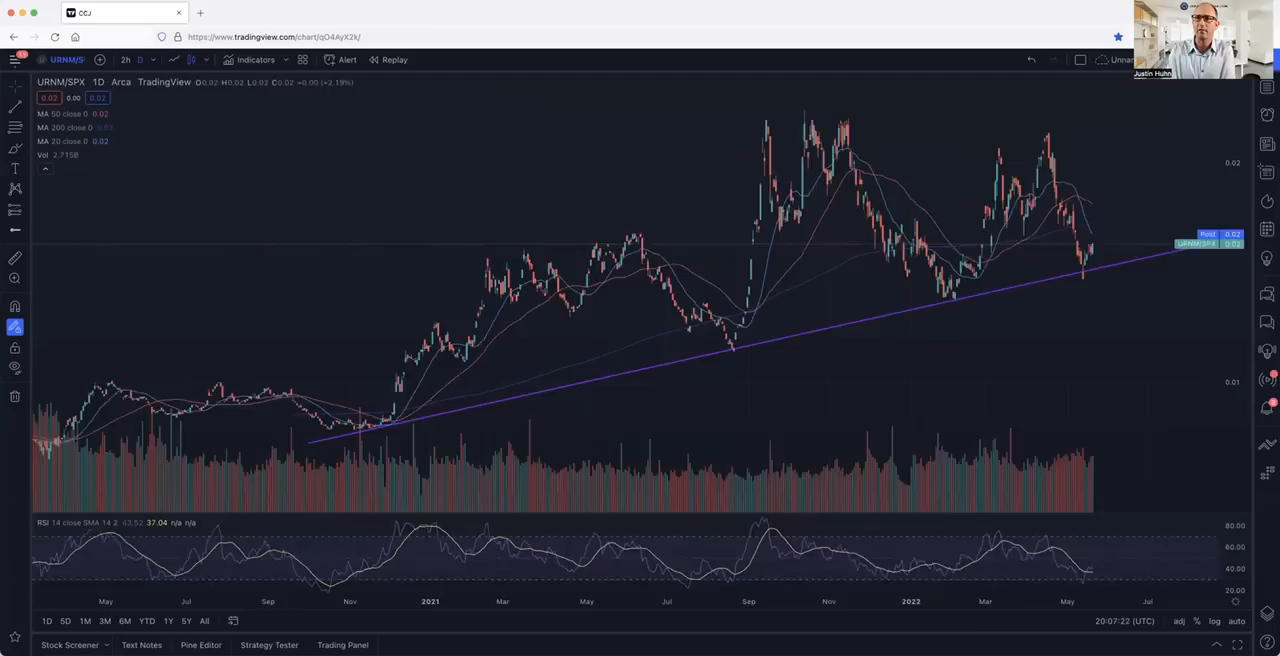 CCJ
https://www.tradingview.com/chart/qO4AyX2k/
Justin Huhn
11
URNM/S
2h
D
Indicators
Alert
Replay
Unnam
URNM/SPX 1D Arca TradingView O0.02 H0.02 L0.02 C0.02 +0.00 (+2.19%)
0.02 0.00 0.02
MA 50 close 0 0.02
MA 200 close 0
MA 20 close 0 0.02
Vol 2.715B
0.02
Post 0.02
URNM/SPX 0.02
0.01
RSI 14 close SMA 14 2 43.52 37.04 n/a n/a
80.00
60.00
40.00
20.00
May Jul Sep Nov 2021 Mar May Jul Sep Nov 2022 Mar May Jul
1D 5D 1M 3M 6M YTD 1Y 5Y All
20:07:22 (UTC) adj % log auto
Stock Screener Text Notes Pine Editor Strategy Tester Trading Panel